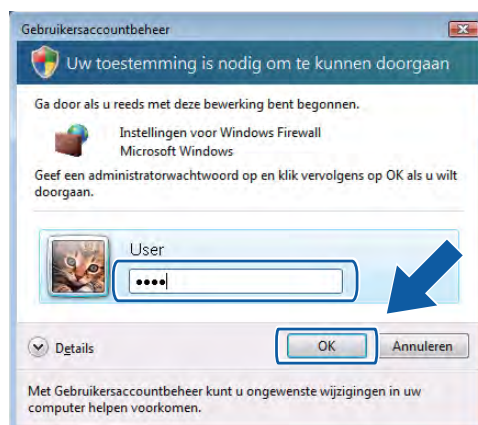 Gebruikersaccountbeheer
Uw toestemming is nodig om te kunnen doorgaan
Ga door als u reeds met deze bewerking bent begonnen.
Instellingen voor Windows Firewall
Microsoft Windows
Geef een administratorwachtwoord op en klik vervolgens op OK als u wilt
doorgaan.
User
••••
Details
OK
Annuleren
Met Gebruikersaccountbeheer kunt u ongewenste wijzigingen in uw
computer helpen voorkomen.